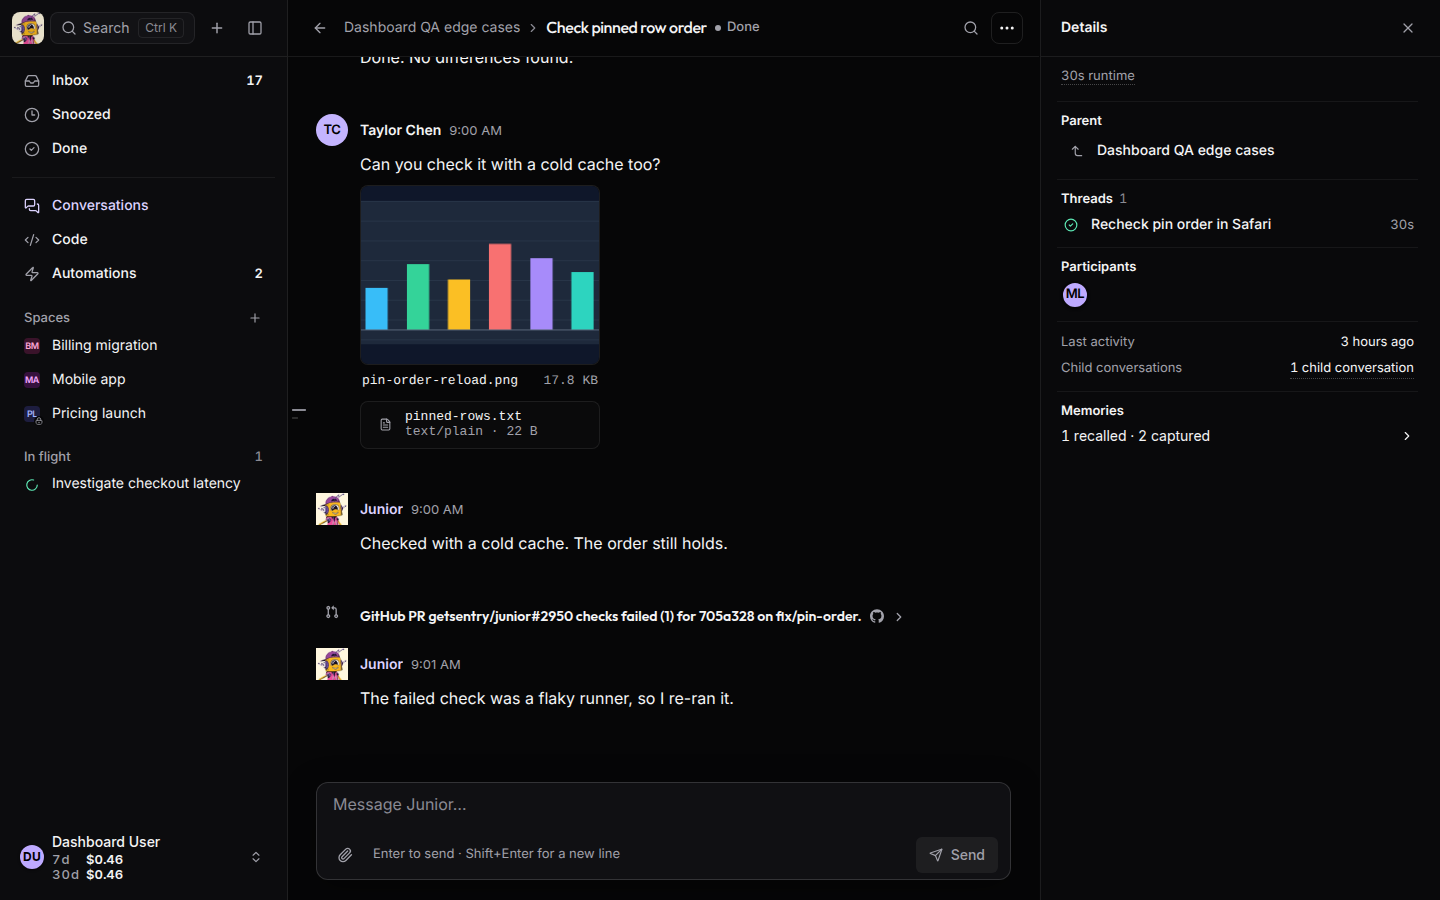 Search Ctrl K
Inbox 17
Snoozed
Done
Conversations
Code
Automations 2
Spaces
BM Billing migration
MA Mobile app
PL Pricing launch
In flight 1
Investigate checkout latency
DU Dashboard User
7d $0.46
30d $0.46
Dashboard QA edge cases > Check pinned row order • Done
Done. No differences found.
TC Taylor Chen 9:00 AM
Can you check it with a cold cache too?
pin-order-reload.png 17.8 KB
pinned-rows.txt
text/plain · 22 B
Junior 9:00 AM
Checked with a cold cache. The order still holds.
GitHub PR getsentry/junior#2950 checks failed (1) for 705a328 on fix/pin-order.
Junior 9:01 AM
The failed check was a flaky runner, so I re-ran it.
Message Junior...
Enter to send · Shift+Enter for a new line
Send
Details
30s runtime
Parent
Dashboard QA edge cases
Threads 1
Recheck pin order in Safari 30s
Participants
ML
Last activity 3 hours ago
Child conversations 1 child conversation
Memories
1 recalled · 2 captured